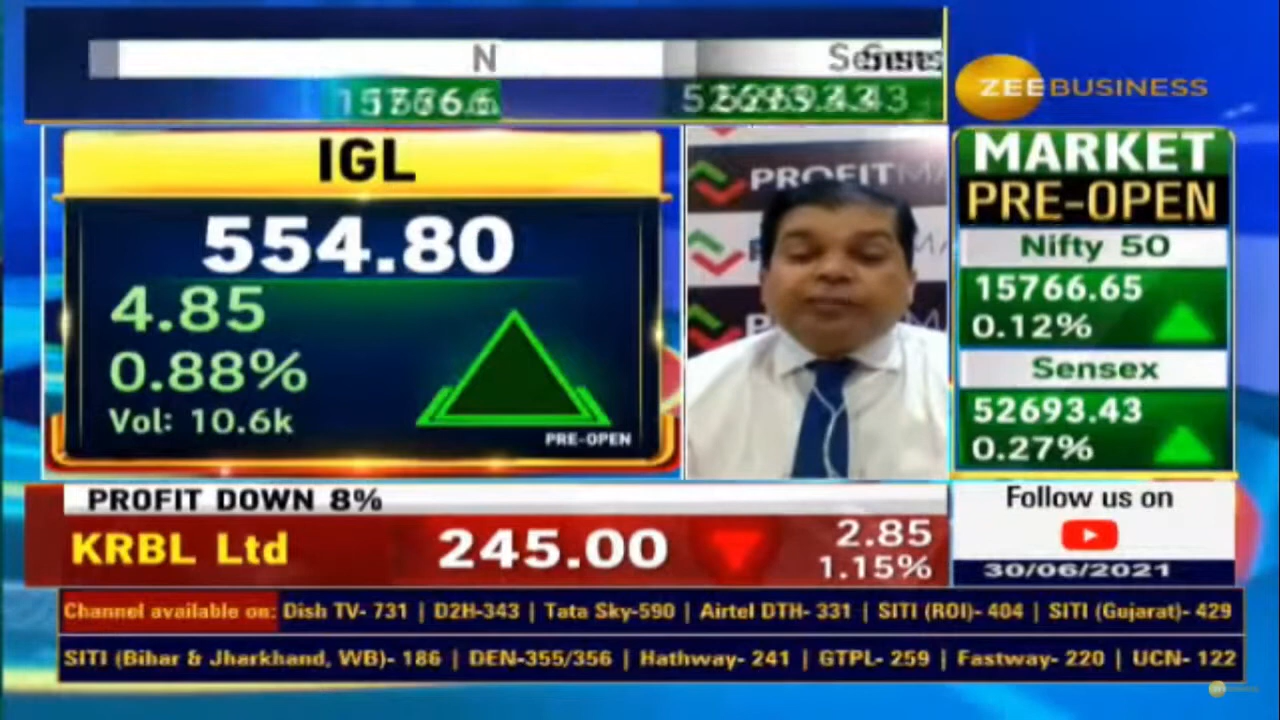 ZEEBUSINESS
IGL
554.80
4.85
0.88%
Vol: 10.6k
PRE-OPEN
PROFITMA
MARKET
PRE-OPEN
Nifty 50
15766.65
0.12%
Sensex
52693.43
0.27%
PROFIT DOWN 8%
KRBL Ltd 245.00 2.85
1.15%
Follow us on
30/06/2021
Channel available on: Dish TV- 731 | D2H-343 | Tata Sky-590 | Airtel DTH- 331 | SITI (ROI)- 404 | SITI (Gujarat)- 429
SITI (Bihar & Jharkhand, WB)- 186 | DEN-355/356 | Hathway- 241 | GTPL- 259 | Fastway- 220 | UCN- 122